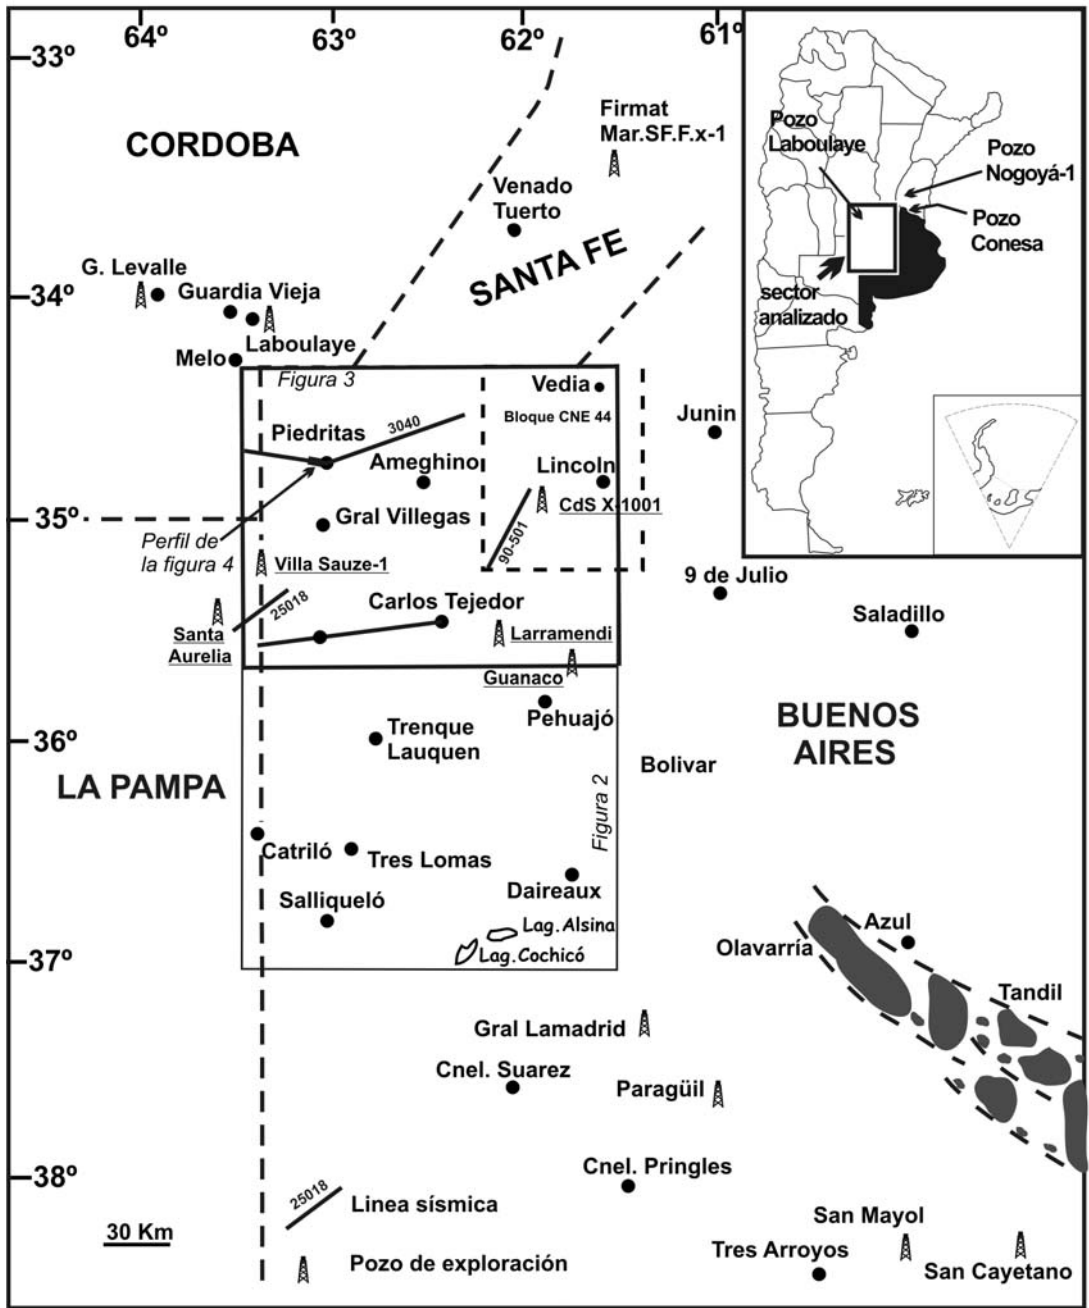 64º
63º
62º
61º
33º
CORDOBA
Firmat
Mar.SF.F.x-1
Venado
Tuerto
SANTA FE
G. Levalle
34º
Guardia Vieja
Laboulaye
Melo
Figura 3
Vedia
Bloque CNE 44
Junin
3040
Piedritas
Ameghino
Lincoln
CdS X-1001
90-501
35º
Gral Villegas
Perfil de
la figura 4
Villa Sauze-1
25018
Santa
Aurelia
Carlos Tejedor
Larramendi
Guanaco
9 de Julio
Saladillo
Pehuajó
BUENOS
AIRES
Trenque
Lauquen
36º
Bolivar
LA PAMPA
Figura 2
Catriló
Tres Lomas
Daireaux
Salliqueló
Lag.Alsina
Lag.Cochicó
37º
Azul
Olavarría
Tandil
Gral Lamadrid
Cnel. Suarez
Paragüil
38º
Cnel. Pringles
25018
Linea sísmica
San Mayol
30 Km
Pozo de exploración
Tres Arroyos
San Cayetano
Pozo
Laboulaye
Pozo
Nogoyá-1
Pozo
Conesa
sector
analizado